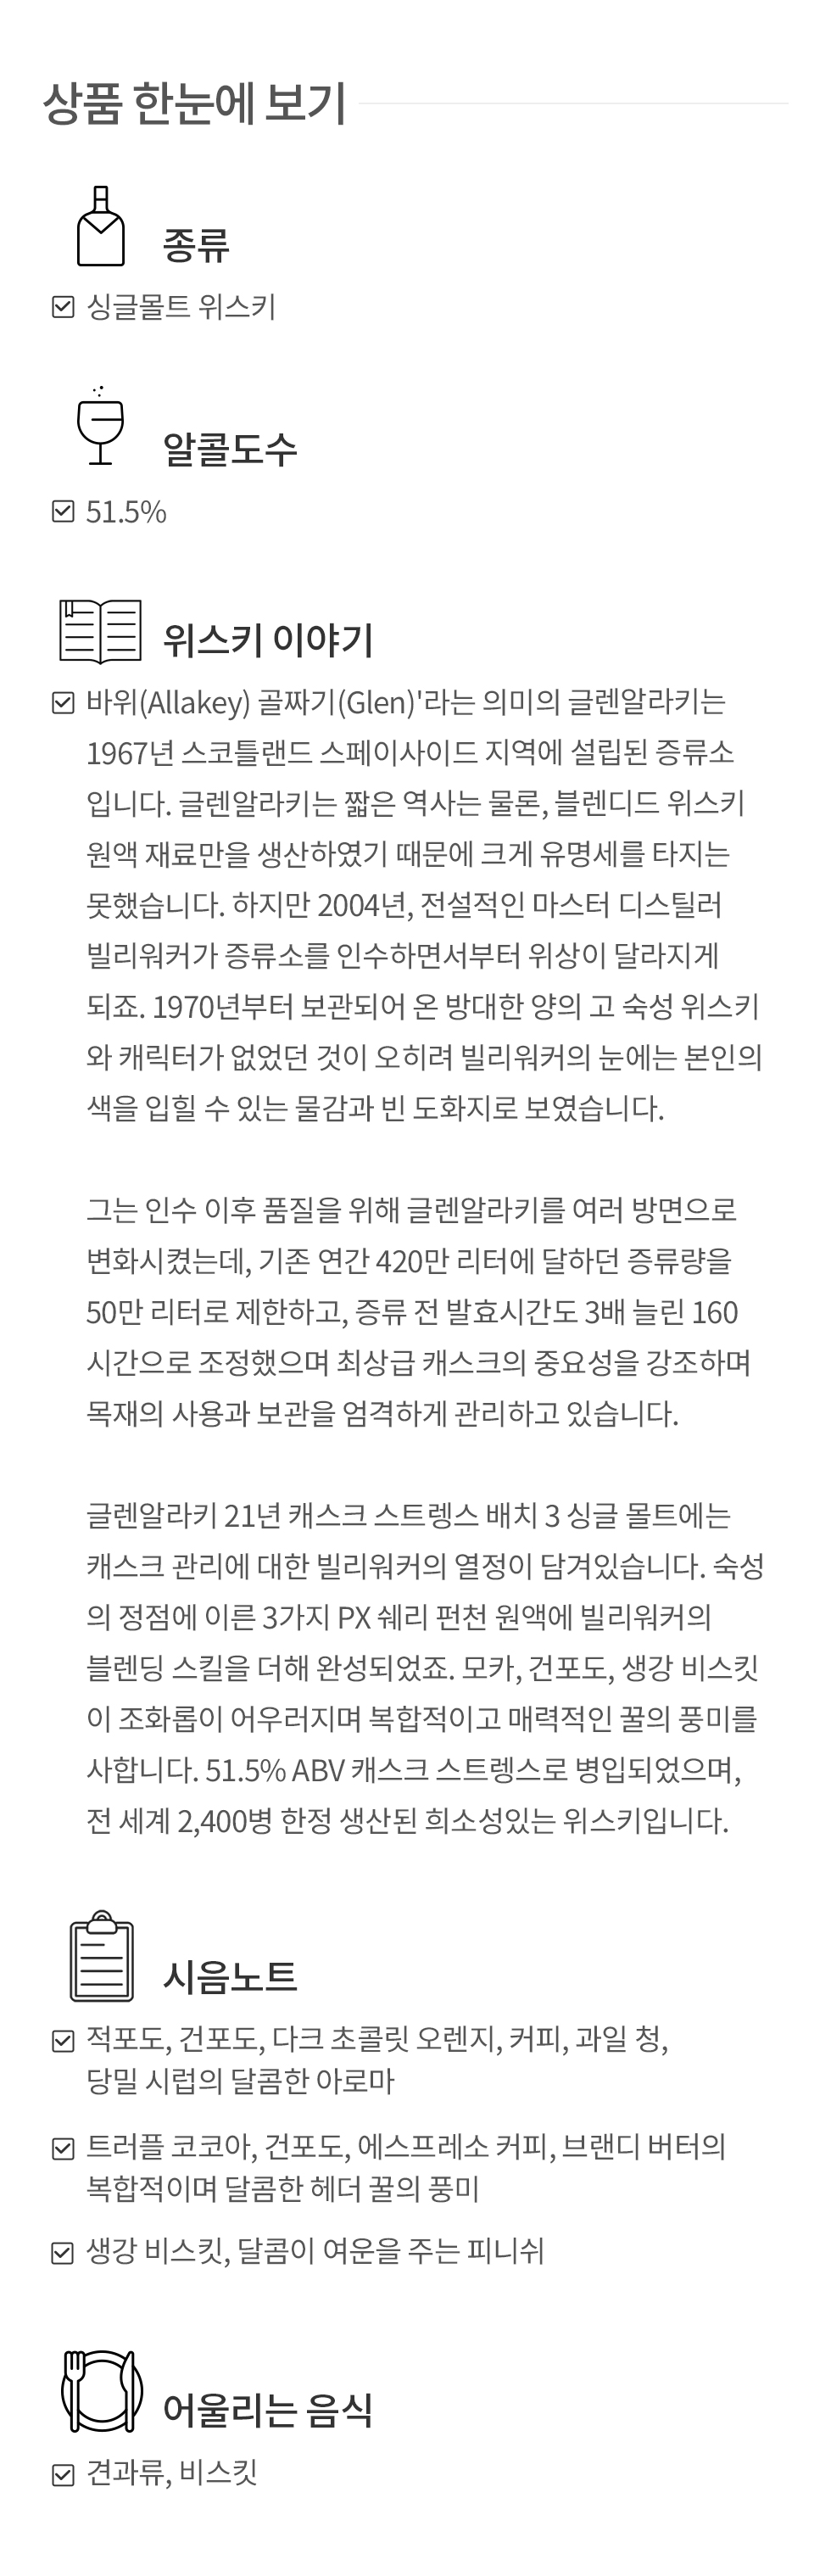 상품 한눈에 보기
종류
싱글몰트 위스키
알콜도수
51.5%
위스키 이야기
바위(Allakey) 골짜기(Glen)'라는 의미의 글렌알라키는
1967년 스코틀랜드 스페이사이드 지역에 설립된 증류소
입니다. 글렌알라키는 짧은 역사는 물론, 블렌디드 위스키
원액 재료만을 생산하였기 때문에 크게 유명세를 타지는
못했습니다. 하지만 2004년, 전설적인 마스터 디스틸러
빌리워커가 증류소를 인수하면서부터 위상이 달라지게
되죠. 1970년부터 보관되어 온 방대한 양의 고 숙성 위스키
와 캐릭터가 없었던 것이 오히려 빌리워커의 눈에는 본인의
색을 입힐 수 있는 물감과 빈 도화지로 보였습니다.
그는 인수 이후 품질을 위해 글렌알라키를 여러 방면으로
변화시켰는데, 기존 연간 420만 리터에 달하던 증류량을
50만 리터로 제한하고, 증류 전 발효시간도 3배 늘린 160
시간으로 조정했으며 최상급 캐스크의 중요성을 강조하며
목재의 사용과 보관을 엄격하게 관리하고 있습니다.
글렌알라키 21년 캐스크 스트렝스 배치 3 싱글 몰트에는
캐스크 관리에 대한 빌리워커의 열정이 담겨있습니다. 숙성
의 정점에 이른 3가지 PX 쉐리 펀천 원액에 빌리워커의
블렌딩 스킬을 더해 완성되었죠. 모카, 건포도, 생강 비스킷
이 조화롭이 어우러지며 복합적이고 매력적인 꿀의 풍미를
사합니다. 51.5% ABV 캐스크 스트렝스로 병입되었으며,
전 세계 2,400병 한정 생산된 희소성있는 위스키입니다.
시음노트
적포도, 건포도, 다크 초콜릿 오렌지, 커피, 과일 청,
당밀 시럽의 달콤한 아로마
트러플 코코아, 건포도, 에스프레소 커피, 브랜디 버터의
복합적이며 달콤한 헤더 꿀의 풍미
생강 비스킷, 달콤이 여운을 주는 피니쉬
어울리는 음식
견과류, 비스킷